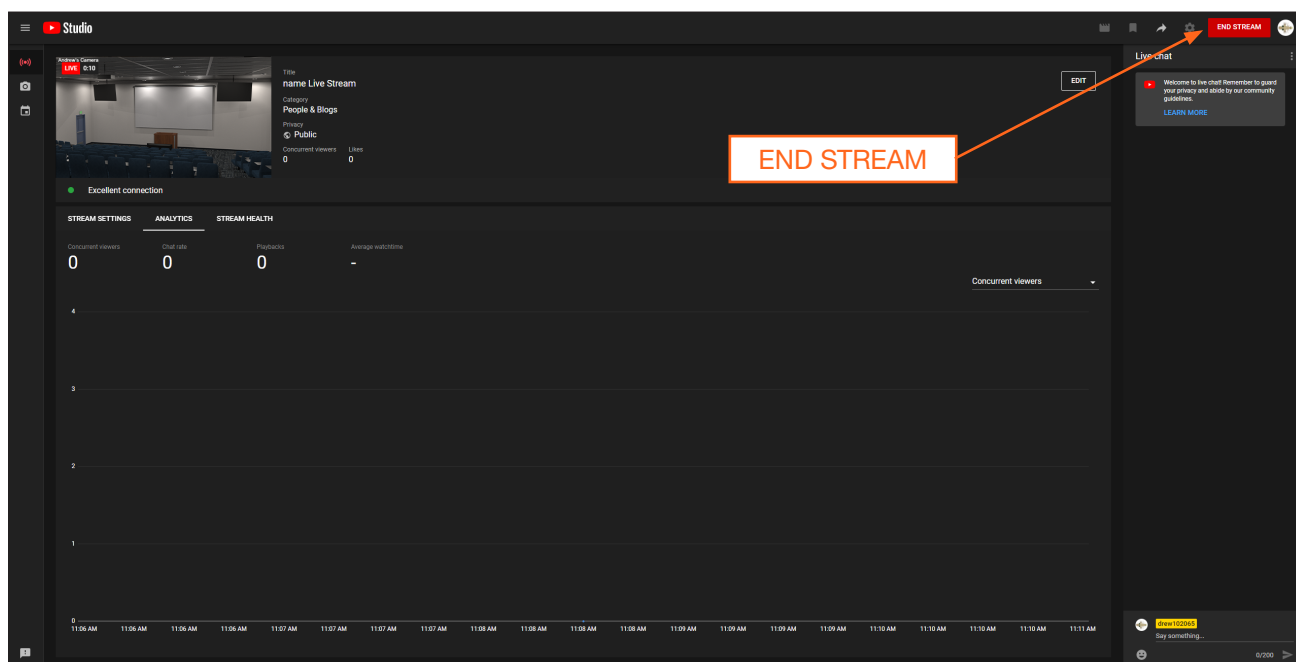 Studio
END STREAM
Andrew's Camera
LIVE 0:10
Title
name Live Stream
Category
People & Blogs
Privacy
Public
Concurrent viewers Likes
0 0
EDIT
Excellent connection
END STREAM
STREAM SETTINGS ANALYTICS STREAM HEALTH
Concurrent viewers Chat rate Playbacks Average watchtime
0 0 0 -
Concurrent viewers
4
3
2
1
0
11:06 AM 11:06 AM 11:06 AM 11:06 AM 11:07 AM 11:07 AM 11:07 AM 11:07 AM 11:08 AM 11:08 AM 11:08 AM 11:08 AM 11:09 AM 11:09 AM 11:09 AM 11:09 AM 11:10 AM 11:10 AM 11:10 AM 11:10 AM 11:11 AM
Live chat
Welcome to live chat! Remember to guard
your privacy and abide by our community
guidelines.
LEARN MORE
drew102065
Say something...
0/200